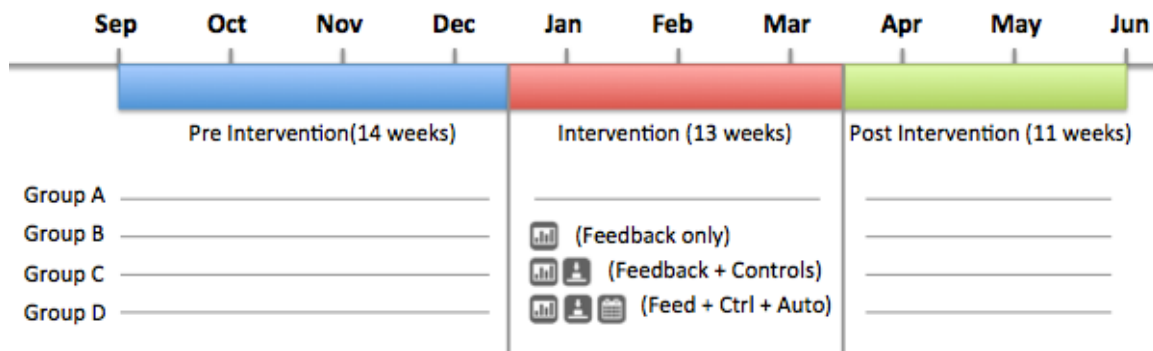 Sep Oct Nov Dec Jan Feb Mar Apr May Jun
Pre Intervention(14 weeks) Intervention (13 weeks) Post Intervention (11 weeks)
Group A
Group B (Feedback only)
Group C (Feedback + Controls)
Group D (Feed + Ctrl + Auto)